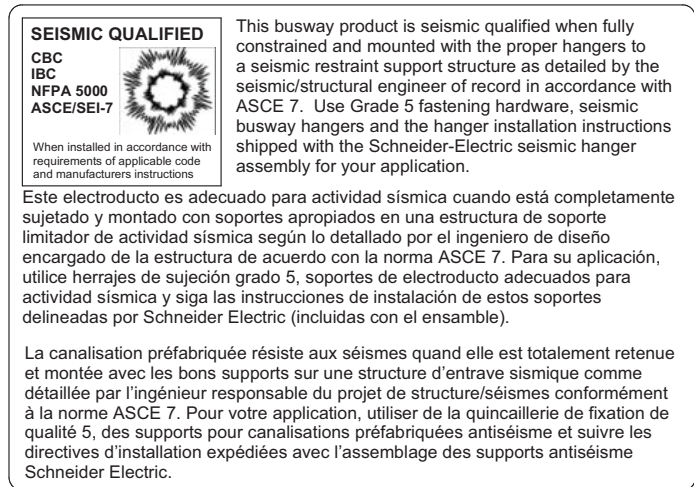 SEISMIC QUALIFIED
CBC
IBC
NFPA 5000
ASCE/SEI-7
When installed in accordance with
requirements of applicable code
and manufacturers instructions
This busway product is seismic qualified when fully
constrained and mounted with the proper hangers to
a seismic restraint support structure as detailed by the
seismic/structural engineer of record in accordance with
ASCE 7.  Use Grade 5 fastening hardware, seismic
busway hangers and the hanger installation instructions
shipped with the Schneider-Electric seismic hanger
assembly for your application.
Este electroducto es adecuado para actividad sísmica cuando está completamente
sujetado y montado con soportes apropiados en una estructura de soporte
limitador de actividad sísmica según lo detallado por el ingeniero de diseño
encargado de la estructura de acuerdo con la norma ASCE 7. Para su aplicación,
utilice herrajes de sujeción grado 5, soportes de electroducto adecuados para
actividad sísmica y siga las instrucciones de instalación de estos soportes
delineadas por Schneider Electric (incluidas con el ensamble).
La canalisation préfabriquée résiste aux séismes quand elle est totalement retenue
et montée avec les bons supports sur une structure d'entrave sismique comme
détaillée par l'ingénieur responsable du projet de structure/séismes conformément
à la norme ASCE 7. Pour votre application, utiliser de la quincaillerie de fixation de
qualité 5, des supports pour canalisations préfabriquées antiséisme et suivre les
directives d'installation expédiées avec l'assemblage des supports antiséisme
Schneider Electric.